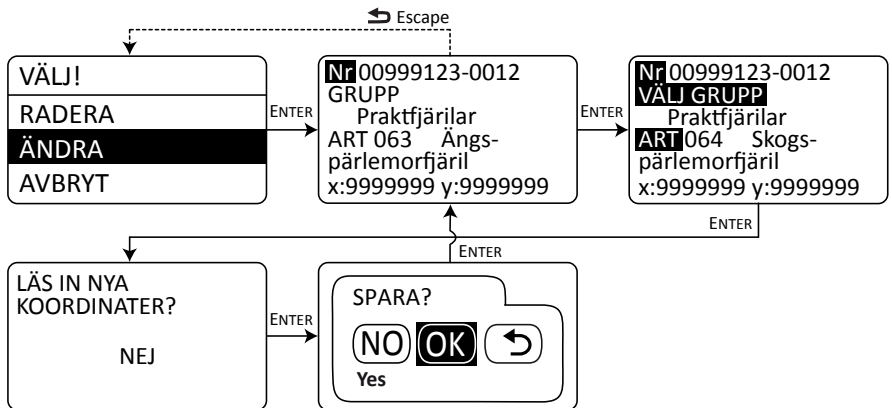 Escape
VÄLJ!
RADERA
ÄNDRA
AVBRYT
ENTER
Nr 00999123-0012
GRUPP
Praktfjärilar
ART 063 Ängs-
pärlemorfjäril
x:9999999 y:9999999
ENTER
Nr 00999123-0012
VÄLJ GRUPP
Praktfjärilar
ART 064 Skogs-
pärlemorfjäril
x:9999999 y:9999999
ENTER
LÄS IN NYA
KOORDINATER?
NEJ
ENTER
SPARA?
NO OK
Yes
ENTER